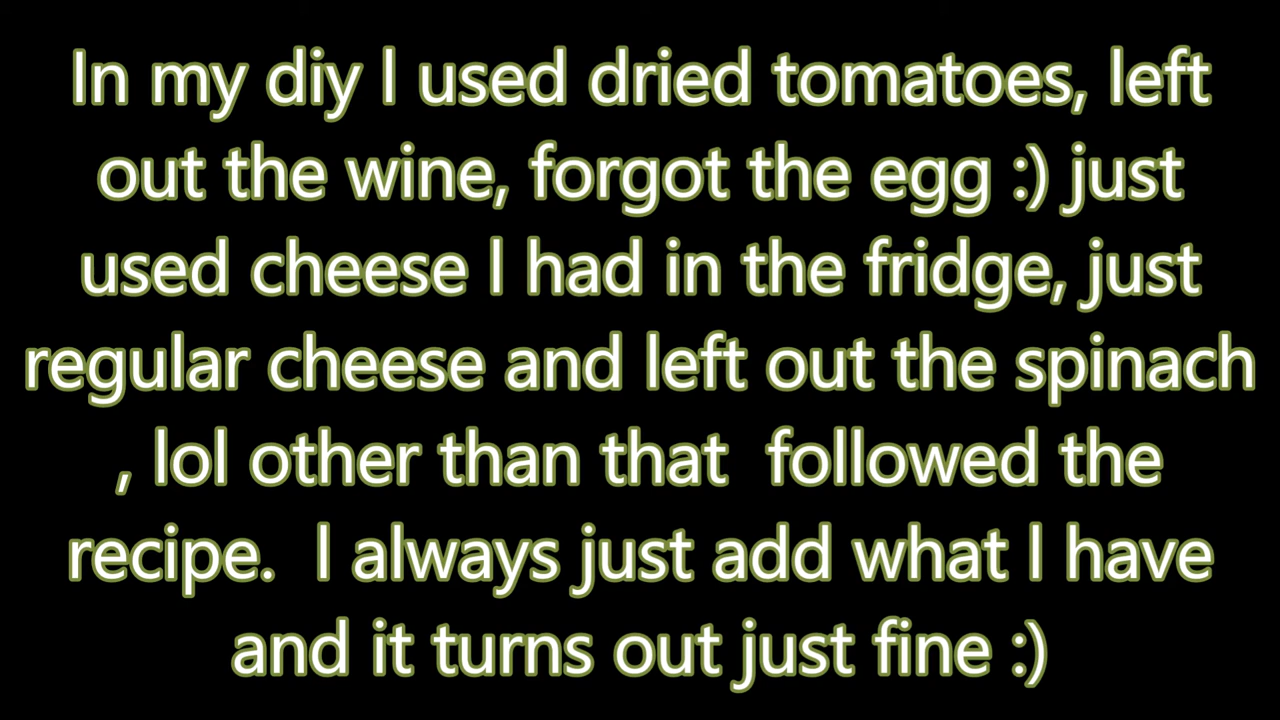 In my diy I used dried tomatoes, left
out the wine, forgot the egg :) just
used cheese I had in the fridge, just
regular cheese and left out the spinach
, lol other than that  followed the
recipe.  I always just add what I have
and it turns out just fine :)